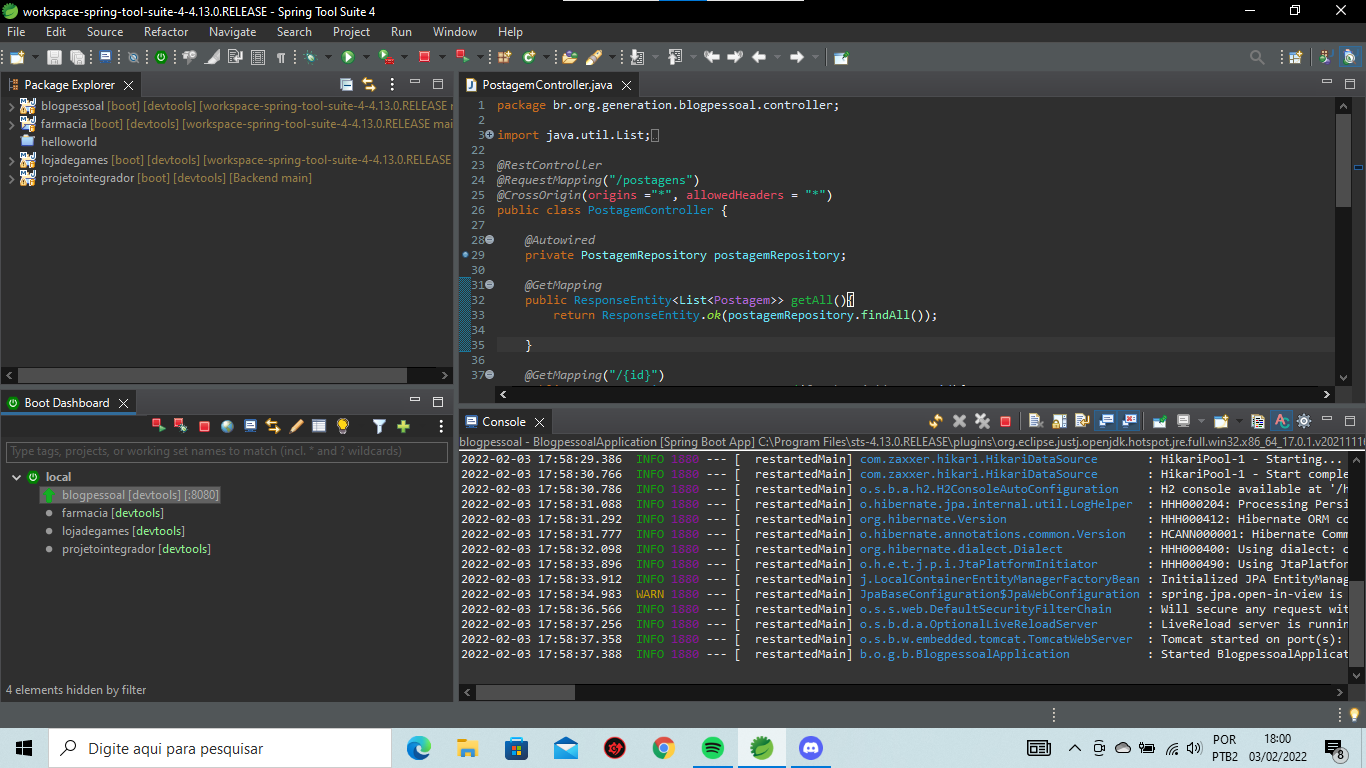 workspace-spring-tool-suite-4-4.13.0.RELEASE - Spring Tool Suite 4
File Edit Source Refactor Navigate Search Project Run Window Help
Package Explorer
blogpessoal [boot] [devtools] [workspace-spring-tool-suite-4-4.13.0.RELEASE
farmacia [boot] [devtools] [workspace-spring-tool-suite-4-4.13.0.RELEASE mai
helloworld
lojadegames [boot] [devtools] [workspace-spring-tool-suite-4-4.13.0.RELEASE
projetointegrador [boot] [devtools] [Backend main]
PostagemController.java
1 package br.org.generation.blogpessoal.controller;
2
3 import java.util.List;
22
23 @RestController
24 @RequestMapping("/postagens")
25 @CrossOrigin(origins ="*", allowedHeaders = "*")
26 public class PostagemController {
27
28 @Autowired
29 private PostagemRepository postagemRepository;
30
31 @GetMapping
32 public ResponseEntity<List<Postagem>> getAll(){
33 return ResponseEntity.ok(postagemRepository.findAll());
34
35 }
36
37 @GetMapping("/{id}")
Boot Dashboard
Type tags, projects, or working set names to match (incl. * and ? wildcards)
local
blogpessoal [devtools] [:8080]
farmacia [devtools]
lojadegames [devtools]
projetointegrador [devtools]
4 elements hidden by filter
Console
blogpessoal - BlogpessoalApplication [Spring Boot App] C:\Program Files\sts-4.13.0.RELEASE\plugins\org.eclipse.justj.openjdk.hotspot.jre.full.win32.x86_64_17.0.1.v2021111
2022-02-03 17:58:29.386 INFO 1880 --- [ restartedMain] com.zaxxer.hikari.HikariDataSource : HikariPool-1 - Starting...
2022-02-03 17:58:30.766 INFO 1880 --- [ restartedMain] com.zaxxer.hikari.HikariDataSource : HikariPool-1 - Start comple
2022-02-03 17:58:30.786 INFO 1880 --- [ restartedMain] o.s.b.a.h2.H2ConsoleAutoConfiguration : H2 console available at '/h
2022-02-03 17:58:31.088 INFO 1880 --- [ restartedMain] o.hibernate.jpa.internal.util.LogHelper : HHH000204: Processing Persi
2022-02-03 17:58:31.292 INFO 1880 --- [ restartedMain] org.hibernate.Version : HHH000412: Hibernate ORM co
2022-02-03 17:58:31.777 INFO 1880 --- [ restartedMain] o.hibernate.annotations.common.Version : HCANN000001: Hibernate Comm
2022-02-03 17:58:32.098 INFO 1880 --- [ restartedMain] org.hibernate.dialect.Dialect : HHH000400: Using dialect: c
2022-02-03 17:58:33.896 INFO 1880 --- [ restartedMain] o.h.e.t.j.p.i.JtaPlatformInitiator : HHH000490: Using JtaPlatfor
2022-02-03 17:58:33.912 INFO 1880 --- [ restartedMain] j.LocalContainerEntityManagerFactoryBean : Initialized JPA EntityManag
2022-02-03 17:58:34.983 WARN 1880 --- [ restartedMain] JpaBaseConfiguration$JpaWebConfiguration : spring.jpa.open-in-view is
2022-02-03 17:58:36.566 INFO 1880 --- [ restartedMain] o.s.s.web.DefaultSecurityFilterChain : Will secure any request wit
2022-02-03 17:58:37.256 INFO 1880 --- [ restartedMain] o.s.b.d.a.OptionalLiveReloadServer : LiveReload server is runnin
2022-02-03 17:58:37.358 INFO 1880 --- [ restartedMain] o.s.b.w.embedded.tomcat.TomcatWebServer : Tomcat started on port(s):
2022-02-03 17:58:37.388 INFO 1880 --- [ restartedMain] b.o.g.b.BlogpessoalApplication : Started BlogpessoalApplicat
Digite aqui para pesquisar
POR
PTB2
18:00
03/02/2022
8